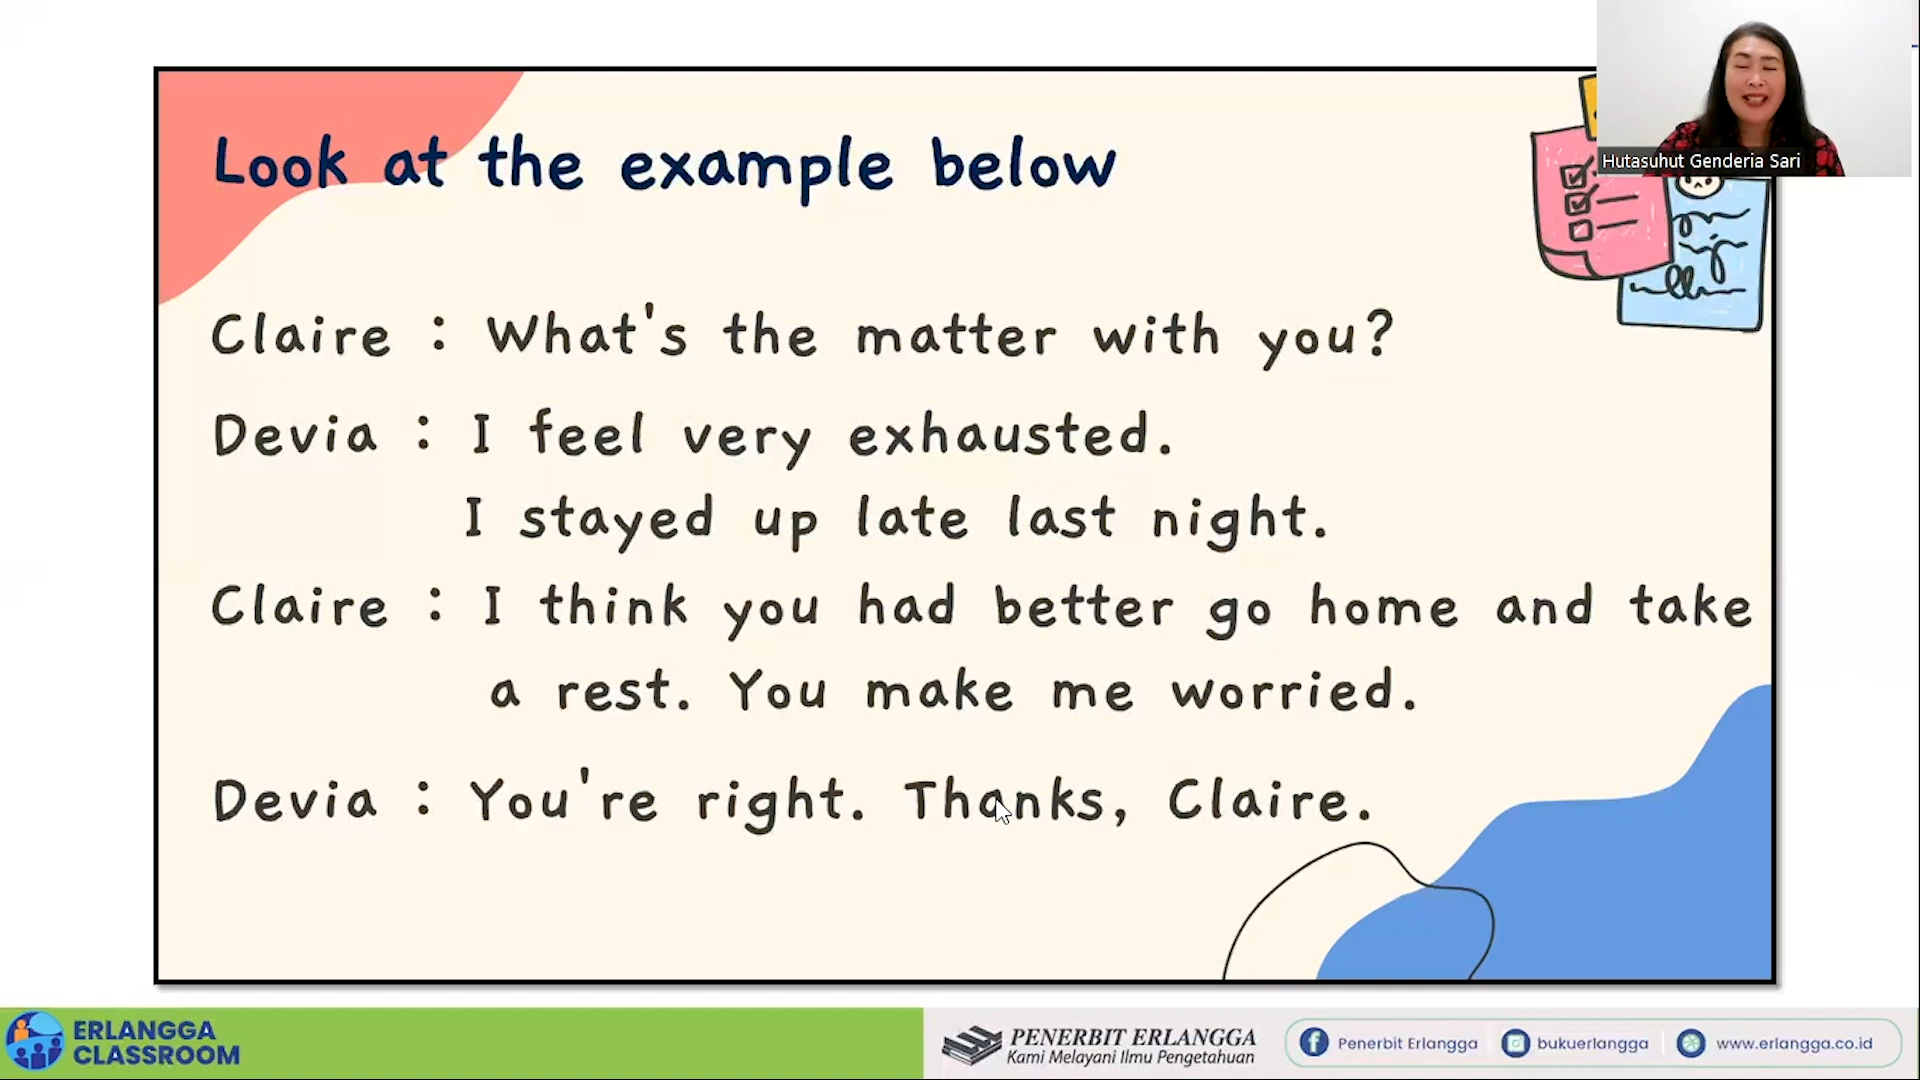 Look at the example below
Hutasuhut Genderia Sari
Claire : What's the matter with you?
Devia : I feel very exhausted.
I stayed up late last night.
Claire : I think you had better go home and take
a rest. You make me worried.
Devia : You're right. Thanks, Claire.
ERLANGGA
CLASSROOM
PENERBIT ERLANGGA
Kami Melayani Ilmu Pengetahuan
Penerbit Erlangga
bukuerlangga
www.erlangga.co.id